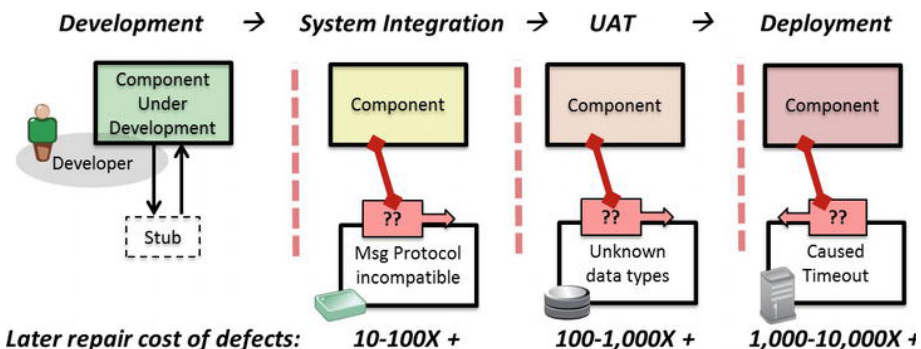 Development → System Integration → UAT → Deployment
Component
Under
Development
Developer
Stub
Component
??
Msg Protocol
incompatible
Component
??
Unknown
data types
Component
??
Caused
Timeout
Later repair cost of defects: 10-100X + 100-1,000X + 1,000-10,000X +